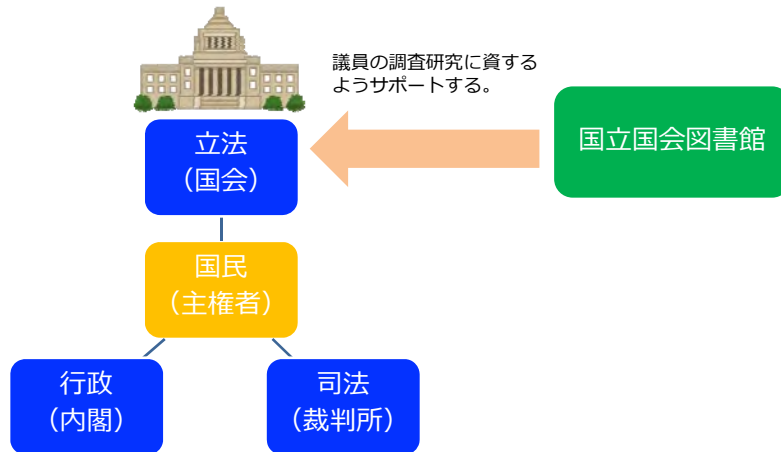 議員の調査研究に資する
ようサポートする。
国立国会図書館
立法
（国会）
国民
（主権者）
行政
（内閣）
司法
（裁判所）